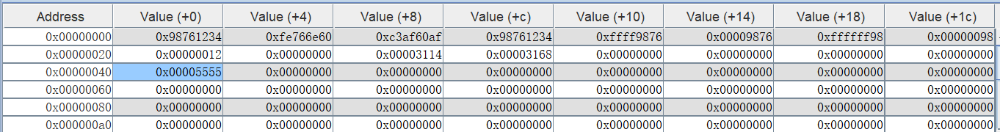 Address Value (+0) Value (+4) Value (+8) Value (+c) Value (+10) Value (+14) Value (+18) Value (+1c)
0x00000000 0x98761234 0xfe766e60 0xc3af60af 0x98761234 0xffff9876 0x00009876 0xffffff98 0x00000098
0x00000020 0x00000012 0x00000000 0x00003114 0x00003168 0x00000000 0x00000000 0x00000000 0x00000000
0x00000040 0x00005555 0x00000000 0x00000000 0x00000000 0x00000000 0x00000000 0x00000000 0x00000000
0x00000060 0x00000000 0x00000000 0x00000000 0x00000000 0x00000000 0x00000000 0x00000000 0x00000000
0x00000080 0x00000000 0x00000000 0x00000000 0x00000000 0x00000000 0x00000000 0x00000000 0x00000000
0x000000a0 0x00000000 0x00000000 0x00000000 0x00000000 0x00000000 0x00000000 0x00000000 0x00000000